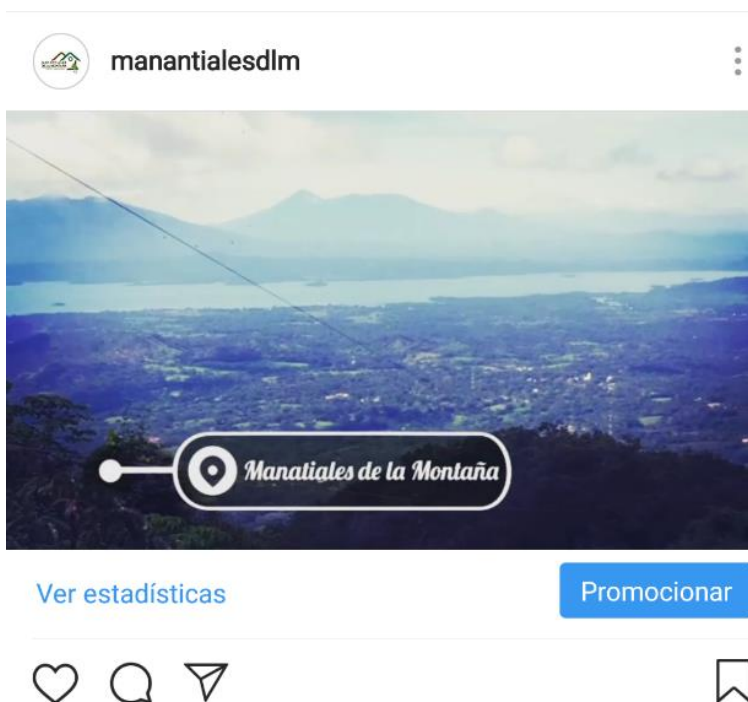 manantialesdlm
Manatiales de la Montaña
Ver estadísticas
Promocionar